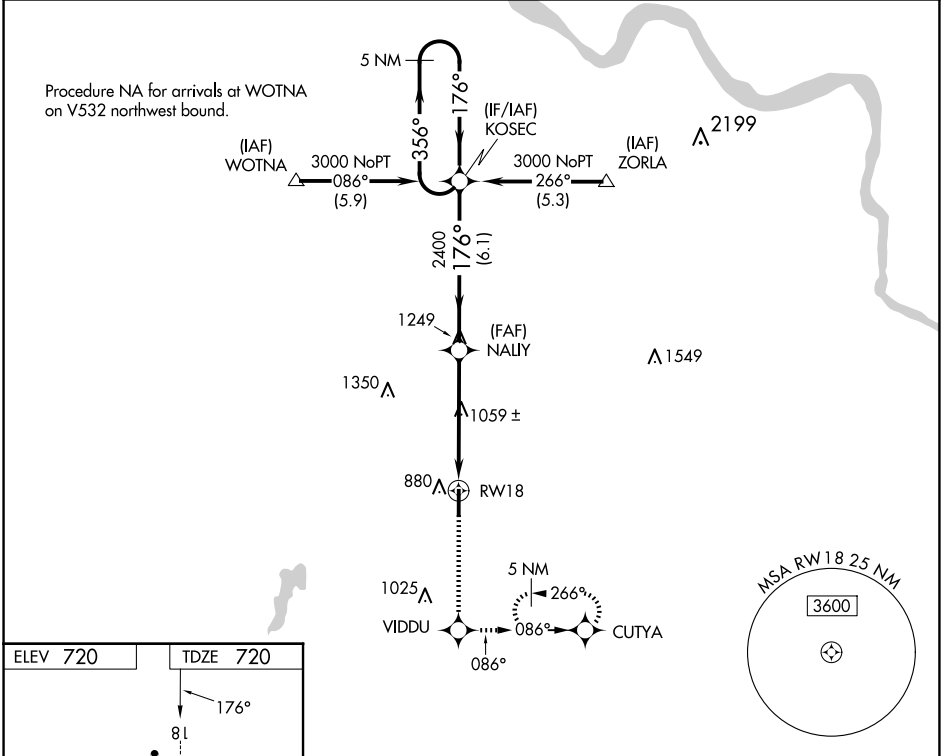 Procedure NA for arrivals at WOTNA
on V532 northwest bound.
5 NM
356°
176°
(IF/IAF)
KOSEC
2199
(IAF)
WOTNA
3000 NoPT
086°
(5.9)
3000 NoPT
266°
(5.3)
(IAF)
ZORLA
2400
176°
(6.1)
1249
(FAF)
NALIY
1549
1350
1059 ±
880
RW18
1025
VIDDU
086°
5 NM
266°
086°
CUTYA
MSA RW18 25 NM
3600
ELEV 720
TDZE 720
176°
18